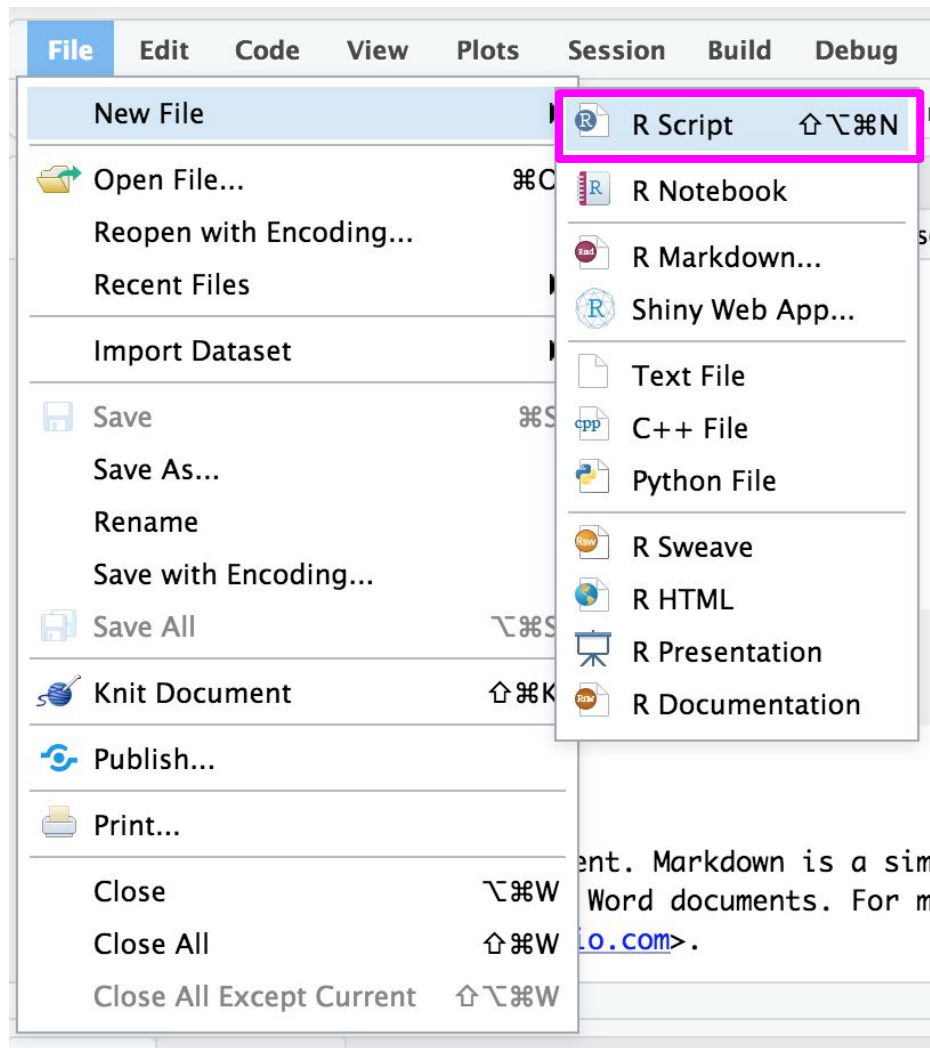 File Edit Code View Plots Session Build Debug
New File
Open File... ⌘O
Reopen with Encoding...
Recent Files
Import Dataset
Save ⌘S
Save As...
Rename
Save with Encoding...
Save All ⌥⌘S
Knit Document ⇧⌘K
Publish...
Print...
Close ⌥⌘W
Close All ⇧⌘W
Close All Except Current ⇧⌥⌘W
R Script ⇧⌥⌘N
R Notebook
R Markdown...
Shiny Web App...
Text File
C++ File
Python File
R Sweave
R HTML
R Presentation
R Documentation
ent. Markdown is a sim
Word documents. For m
io.com>.